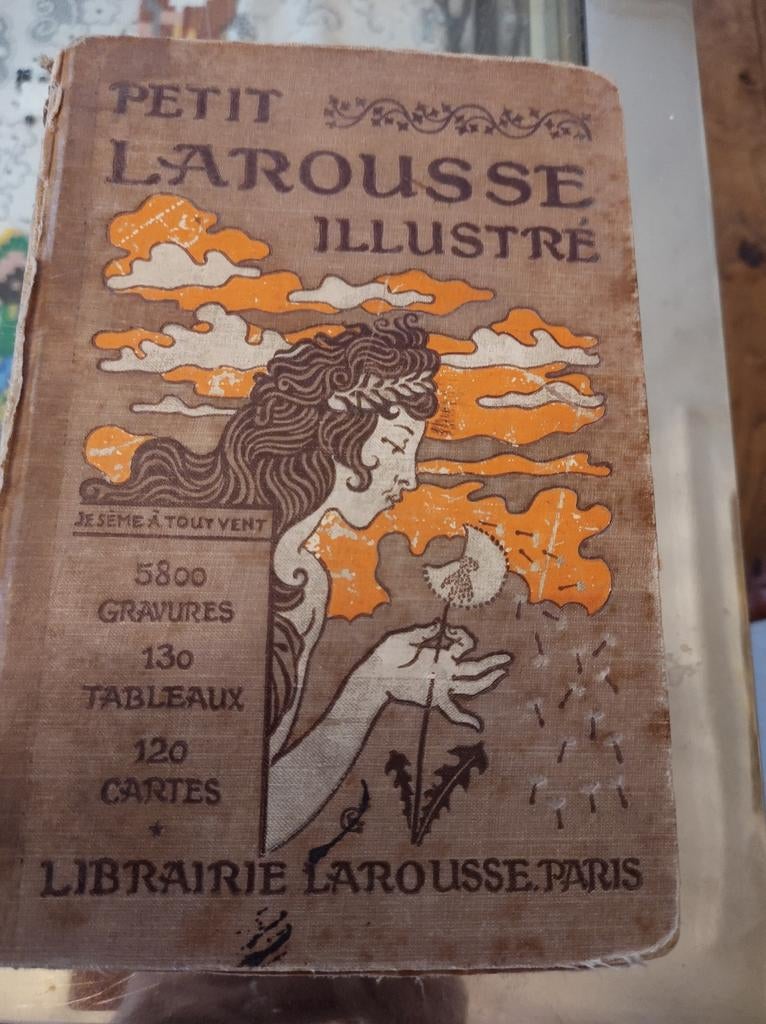 PETIT
LAROUSSE
ILLUSTRÉ
JE SÈME À TOUT VENT
5800
GRAVURES
130
TABLEAUX
120
CARTES
LIBRAIRIE LAROUSSE. PARIS